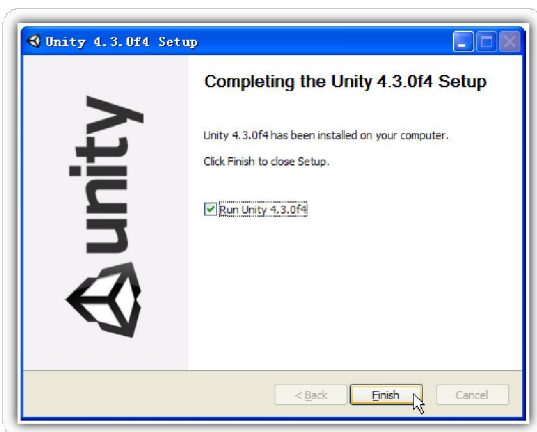 Unity 4.3.0f4 Setup
Completing the Unity 4.3.0f4 Setup
Unity 4.3.0f4 has been installed on your computer.
Click Finish to close Setup.
Run Unity 4.3.0f4
unity
< Back Finish Cancel